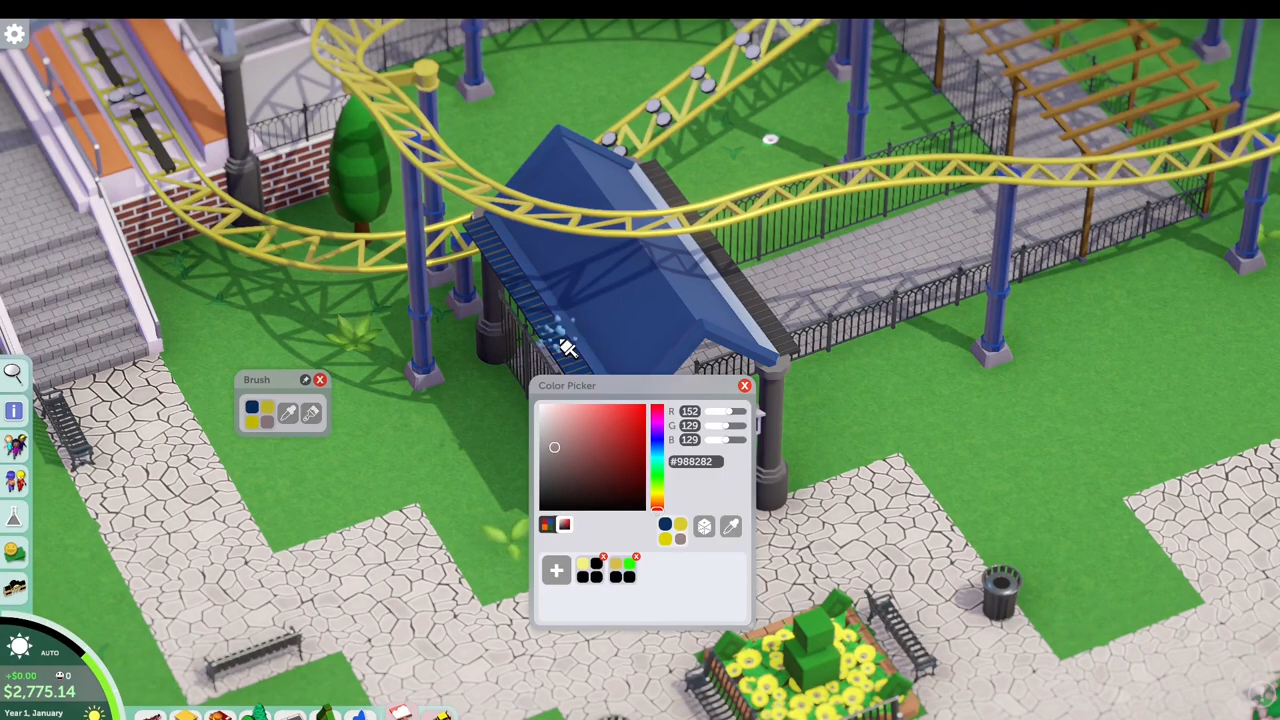 Brush
Color Picker
R 152
G 129
B 129
#988282
AUTO
+$0.00 0
$2,775.14
Year 1, January